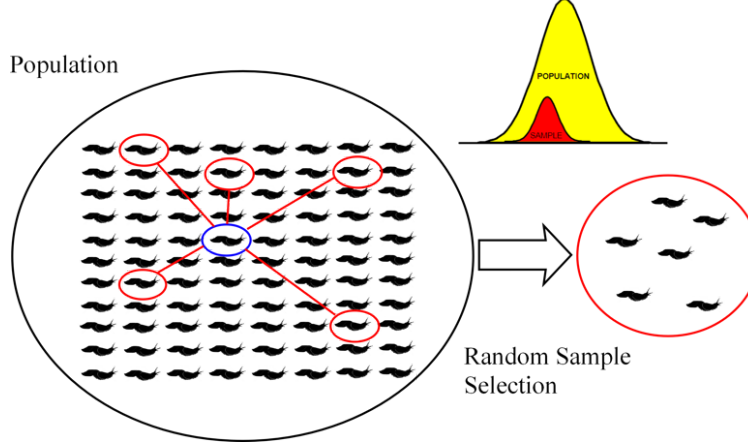 Population
POPULATION
SAMPLE
Random Sample
Selection